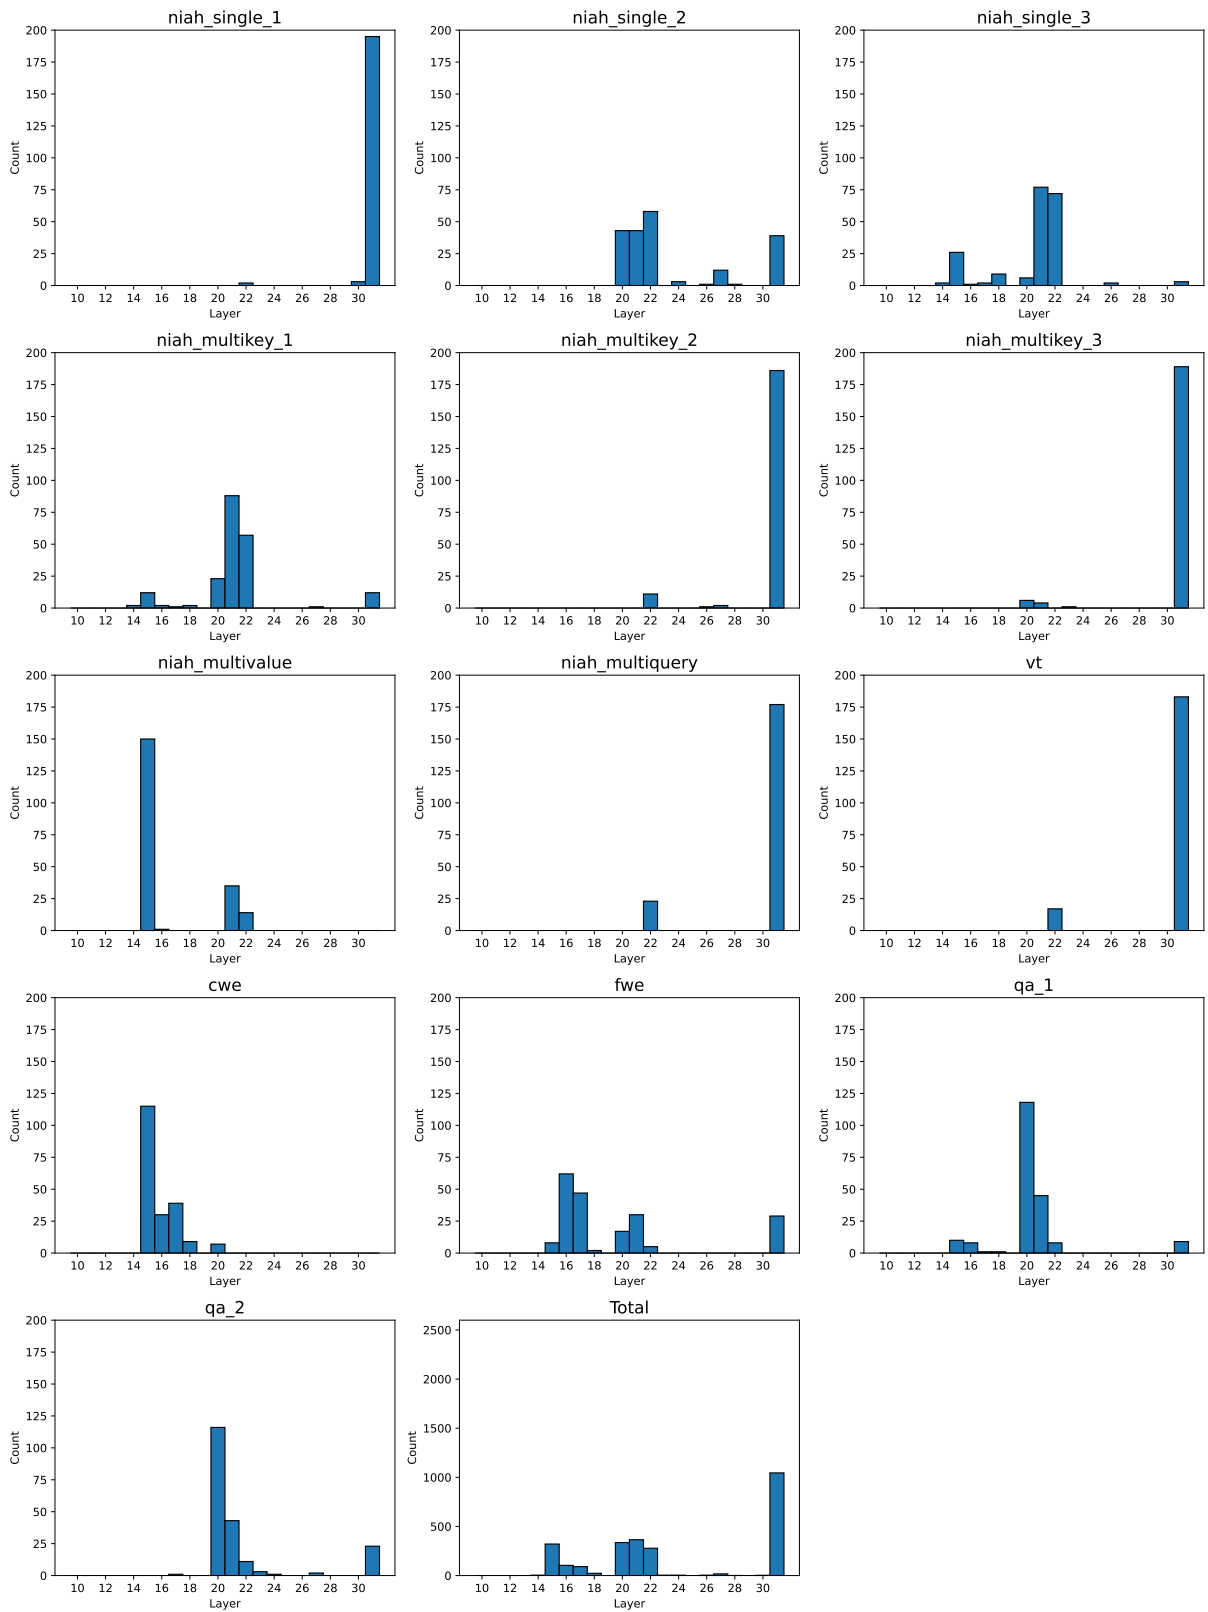 niah_single_1
200
175
150
125
100
75
50
25
0
Count
10 12 14 16 18 20 22 24 26 28 30
Layer
niah_single_2
200
175
150
125
100
75
50
25
0
Count
10 12 14 16 18 20 22 24 26 28 30
Layer
niah_single_3
200
175
150
125
100
75
50
25
0
Count
10 12 14 16 18 20 22 24 26 28 30
Layer
niah_multikey_1
200
175
150
125
100
75
50
25
0
Count
10 12 14 16 18 20 22 24 26 28 30
Layer
niah_multikey_2
200
175
150
125
100
75
50
25
0
Count
10 12 14 16 18 20 22 24 26 28 30
Layer
niah_multikey_3
200
175
150
125
100
75
50
25
0
Count
10 12 14 16 18 20 22 24 26 28 30
Layer
niah_multivalue
200
175
150
125
100
75
50
25
0
Count
10 12 14 16 18 20 22 24 26 28 30
Layer
niah_multiquery
200
175
150
125
100
75
50
25
0
Count
10 12 14 16 18 20 22 24 26 28 30
Layer
vt
200
175
150
125
100
75
50
25
0
Count
10 12 14 16 18 20 22 24 26 28 30
Layer
cwe
200
175
150
125
100
75
50
25
0
Count
10 12 14 16 18 20 22 24 26 28 30
Layer
fwe
200
175
150
125
100
75
50
25
0
Count
10 12 14 16 18 20 22 24 26 28 30
Layer
qa_1
200
175
150
125
100
75
50
25
0
Count
10 12 14 16 18 20 22 24 26 28 30
Layer
qa_2
200
175
150
125
100
75
50
25
0
Count
10 12 14 16 18 20 22 24 26 28 30
Layer
Total
2500
2000
1500
1000
500
0
Count
10 12 14 16 18 20 22 24 26 28 30
Layer